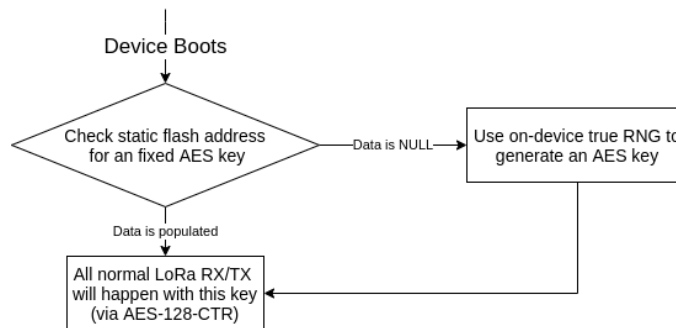 Device Boots
Check static flash address
for an fixed AES key
Data is NULL
Use on-device true RNG to
generate an AES key
Data is populated
All normal LoRa RX/TX
will happen with this key
(via AES-128-CTR)